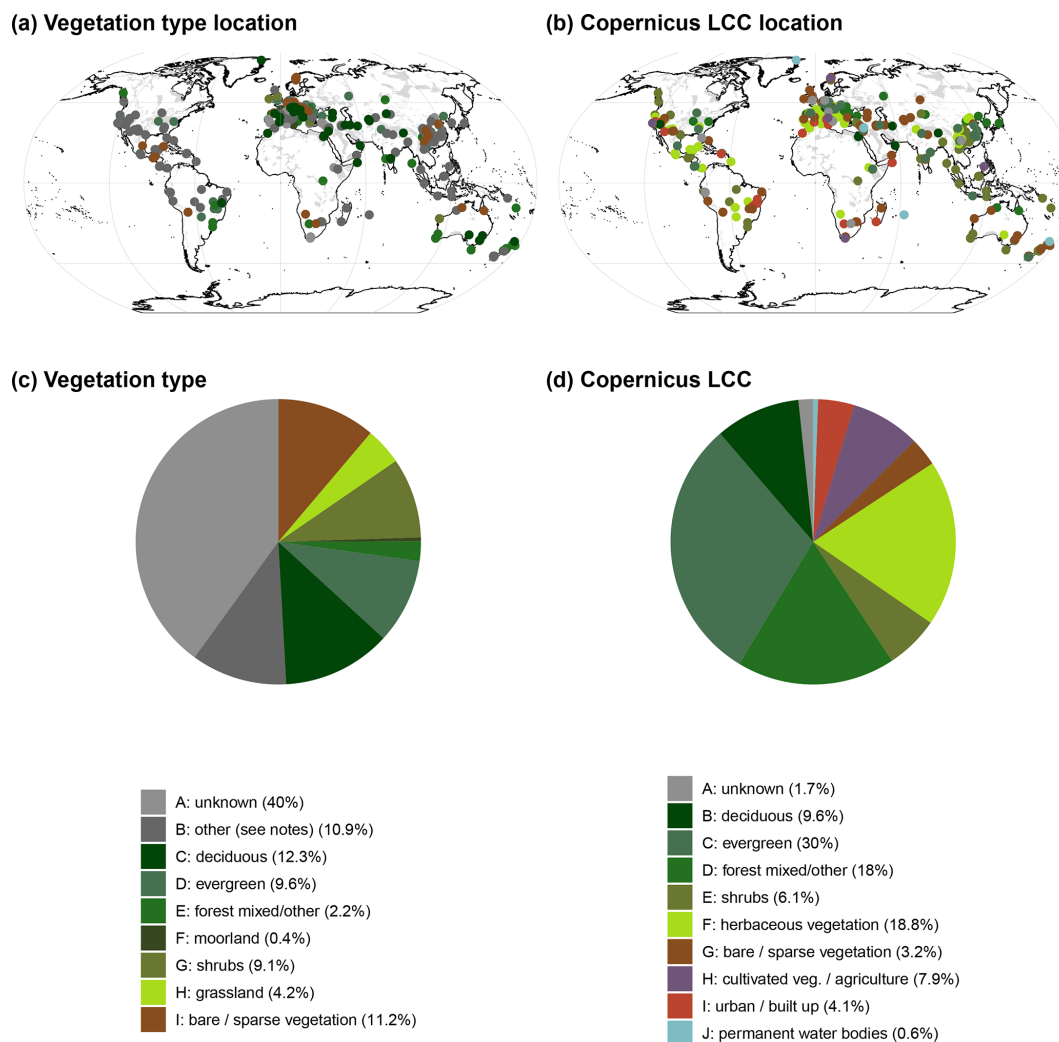 (a) Vegetation type location
(b) Copernicus LCC location
(c) Vegetation type
(d) Copernicus LCC
A: unknown (40%)
B: other (see notes) (10.9%)
C: deciduous (12.3%)
D: evergreen (9.6%)
E: forest mixed/other (2.2%)
F: moorland (0.4%)
G: shrubs (9.1%)
H: grassland (4.2%)
I: bare / sparse vegetation (11.2%)
A: unknown (1.7%)
B: deciduous (9.6%)
C: evergreen (30%)
D: forest mixed/other (18%)
E: shrubs (6.1%)
F: herbaceous vegetation (18.8%)
G: bare / sparse vegetation (3.2%)
H: cultivated veg. / agriculture (7.9%)
I: urban / built up (4.1%)
J: permanent water bodies (0.6%)